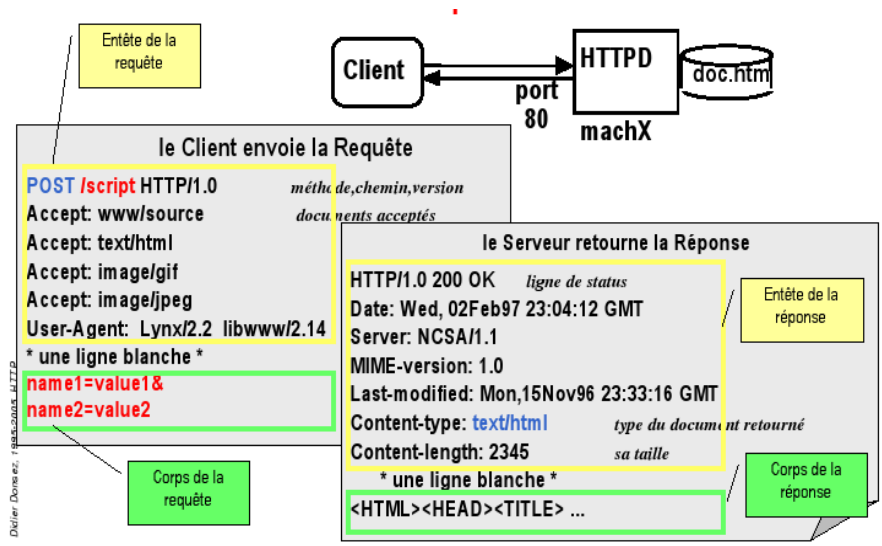 Entête de la
requête
Client
port
80
HTTPD
doc.htm
machX
le Client envoie la Requête
POST /script HTTP/1.0 méthode,chemin,version
Accept: www/source documents acceptés
Accept: text/html
Accept: image/gif
Accept: image/jpeg
User-Agent: Lynx/2.2 libwww/2.14
* une ligne blanche *
name1=value1&
name2=value2
Corps de la
requête
le Serveur retourne la Réponse
HTTP/1.0 200 OK ligne de status
Date: Wed, 02Feb97 23:04:12 GMT
Server: NCSA/1.1
MIME-version: 1.0
Last-modified: Mon,15Nov96 23:33:16 GMT
Content-type: text/html type du document retourné
Content-length: 2345 sa taille
* une ligne blanche *
<HTML><HEAD><TITLE> ...
Entête de la
réponse
Corps de la
réponse
Didier Donsez, 1995-2005, HTTP